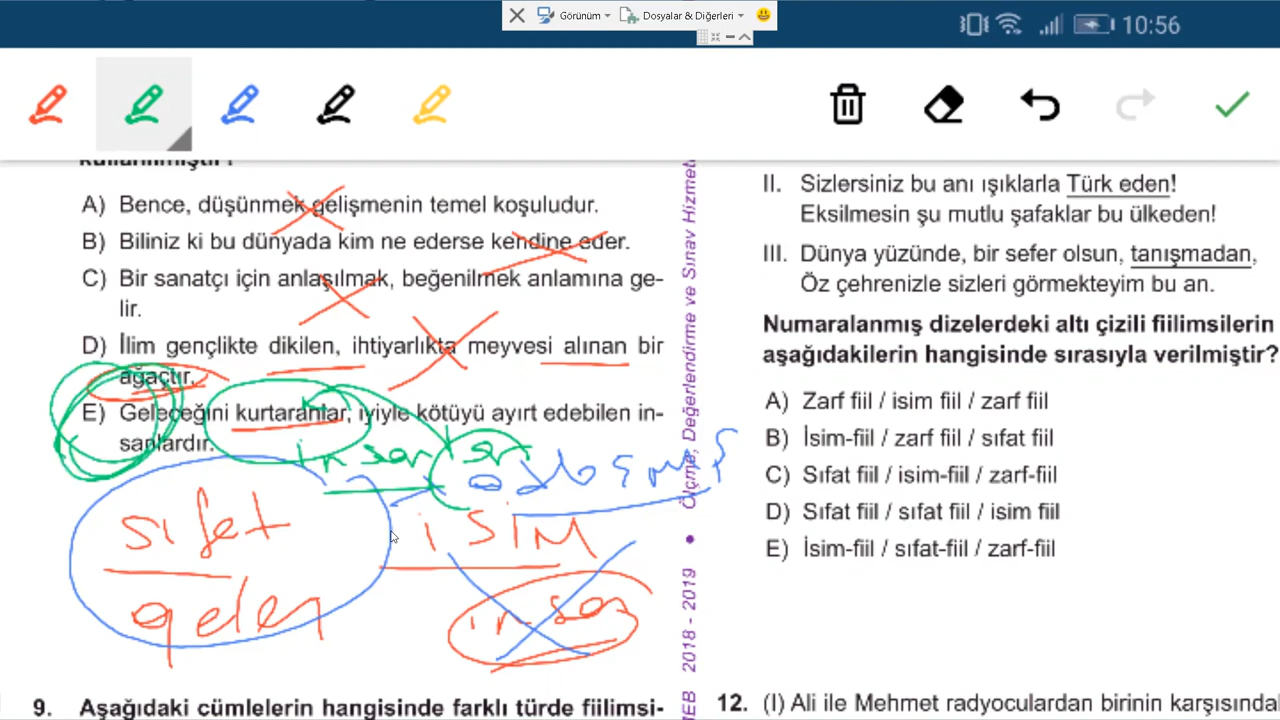 Görünüm
Dosyalar & Diğerleri
10:56
kullanılmıştır?
A) Bence, düşünmek gelişmenin temel koşuludur.
B) Biliniz ki bu dünyada kim ne ederse kendine eder.
C) Bir sanatçı için anlaşılmak, beğenilmek anlamına ge-
lir.
D) İlim gençlikte dikilen, ihtiyarlıkta meyvesi alınan bir
ağaçtır.
E) Geleceğini kurtaranlar, iyiyle kötüyü ayırt edebilen in-
sanlardır.
insan lar
adlaşmış
sıfat isim
gelen insan
9. Aşağıdaki cümlelerin hangisinde farklı türde fiilimsi-
MEB 2018 - 2019 • Ölçme, Değerlendirme ve Sınav Hizmet
II. Sizlersiniz bu anı ışıklarla Türk eden!
Eksilmesin şu mutlu şafaklar bu ülkeden!
III. Dünya yüzünde, bir sefer olsun, tanışmadan,
Öz çehrenizle sizleri görmekteyim bu an.
Numaralanmış dizelerdeki altı çizili fiilimsilerin
aşağıdakilerin hangisinde sırasıyla verilmiştir?
A) Zarf fiil / isim fiil / zarf fiil
B) İsim-fiil / zarf fiil / sıfat fiil
C) Sıfat fiil / isim-fiil / zarf-fiil
D) Sıfat fiil / sıfat fiil / isim fiil
E) İsim-fiil / sıfat-fiil / zarf-fiil
12. (I) Ali ile Mehmet radyoculardan birinin karşısında